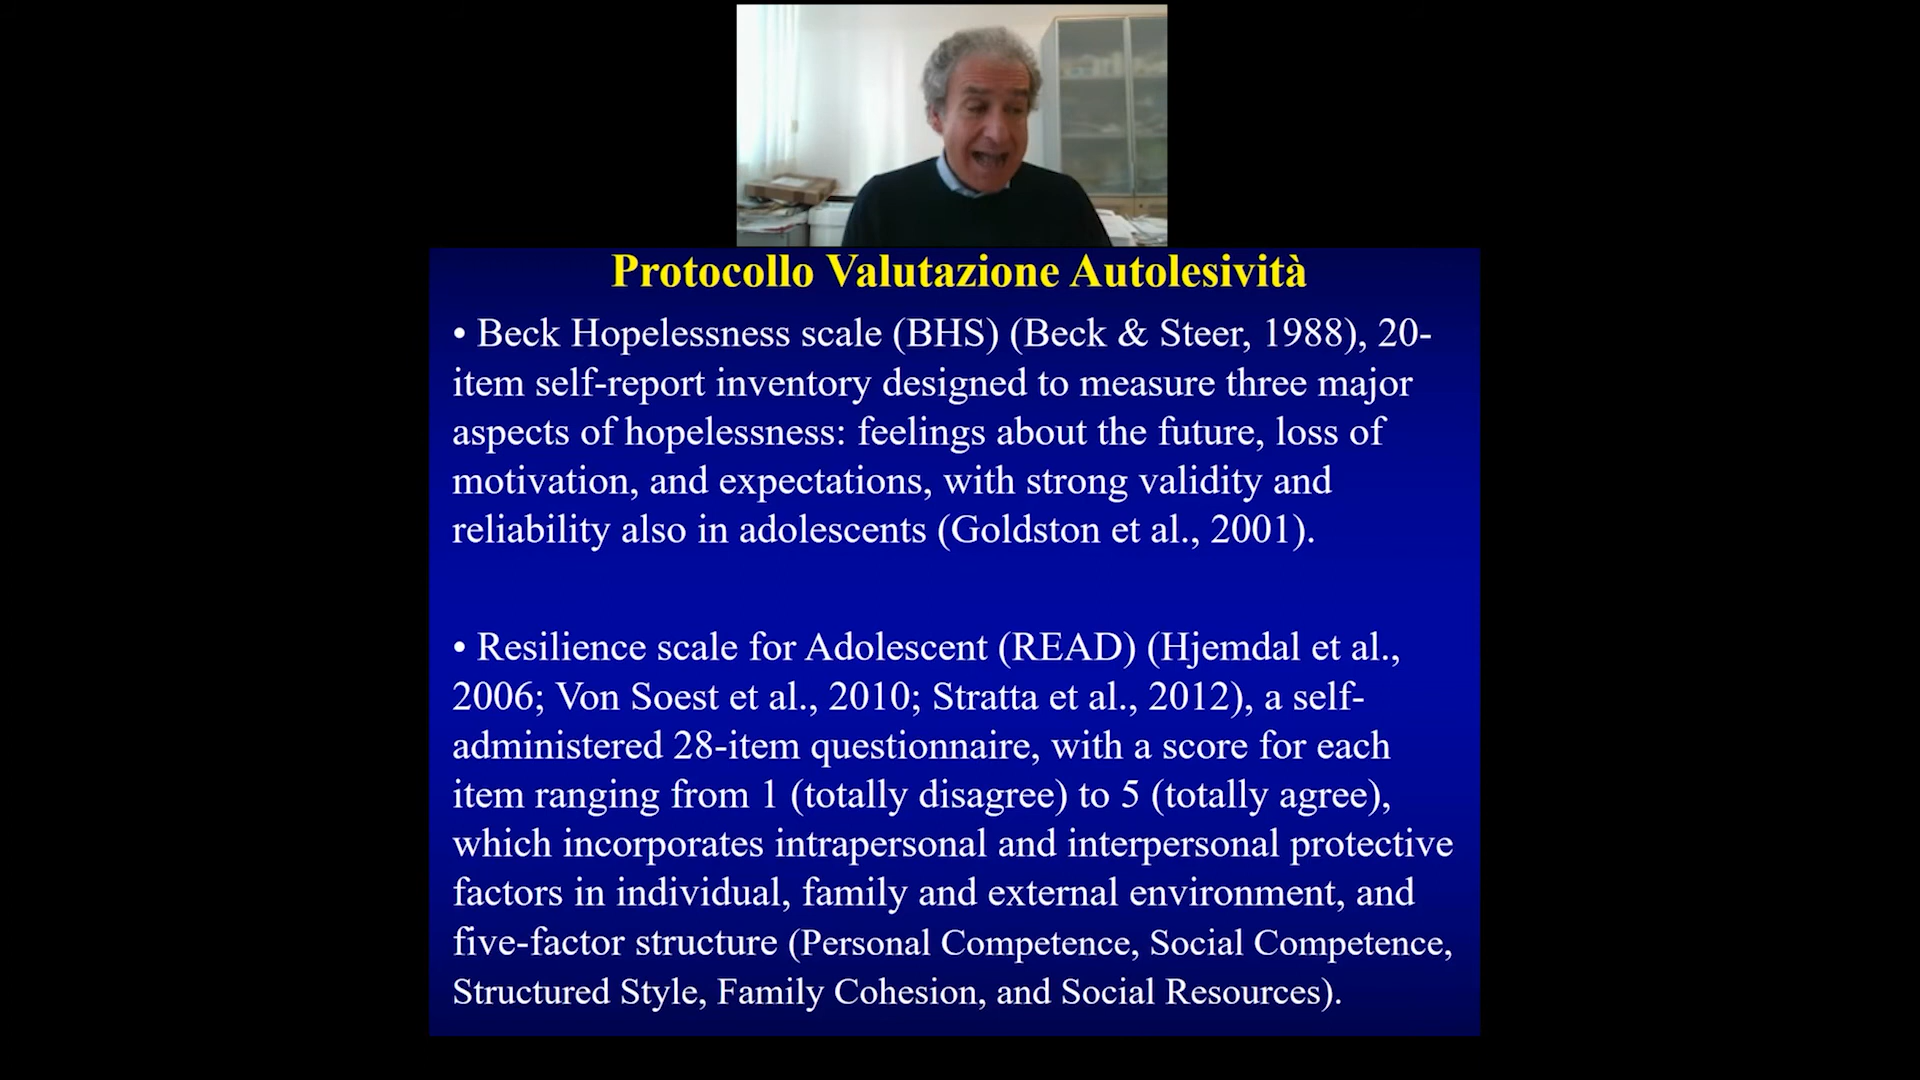 Protocollo Valutazione Autolesività
• Beck Hopelessness scale (BHS) (Beck & Steer, 1988), 20-
item self-report inventory designed to measure three major
aspects of hopelessness: feelings about the future, loss of
motivation, and expectations, with strong validity and
reliability also in adolescents (Goldston et al., 2001).
• Resilience scale for Adolescent (READ) (Hjemdal et al.,
2006; Von Soest et al., 2010; Stratta et al., 2012), a self-
administered 28-item questionnaire, with a score for each
item ranging from 1 (totally disagree) to 5 (totally agree),
which incorporates intrapersonal and interpersonal protective
factors in individual, family and external environment, and
five-factor structure (Personal Competence, Social Competence,
Structured Style, Family Cohesion, and Social Resources).